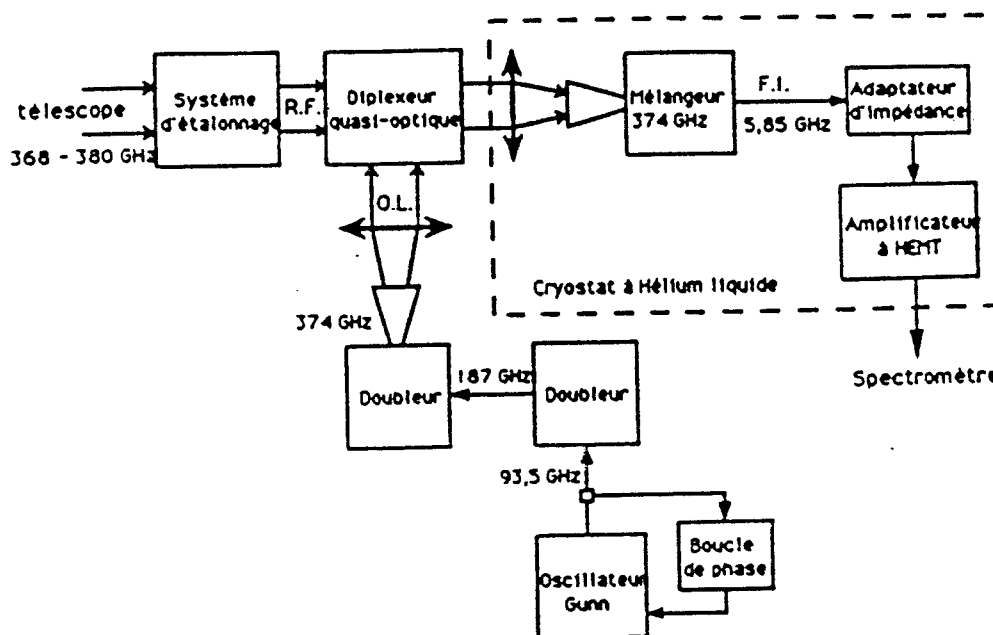 télescope
368 - 380 GHz
Système
d'étalonnage
R.F.
Diplexeur
quasi-optique
Mélangeur
374 GHz
F.I.
5,85 GHz
Adaptateur
d'impédance
O.L.
Amplificateur
à HEMT
Cryostat à Hélium liquide
374 GHz
Spectromètre
Doubleur
187 GHz
Doubleur
93,5 GHz
Oscillateur
Gunn
Boucle
de phase